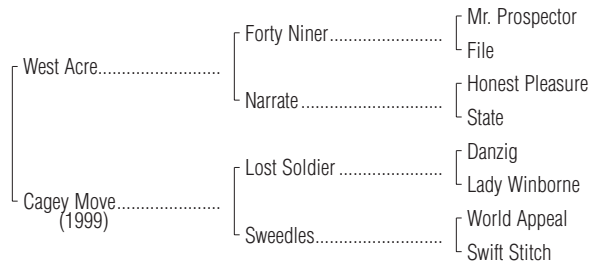 Mr. Prospector
Forty Niner..........................
File
West Acre............................
Honest Pleasure
Narrate................................
State
Danzig
Lost Soldier.........................
Lady Winborne
Cagey Move.......................
(1999)
World Appeal
Sweedles.............................
Swift Stitch